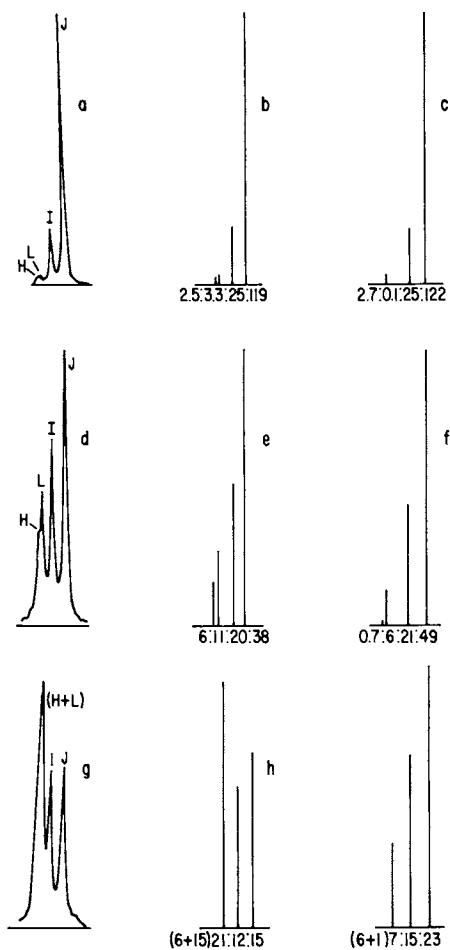 J
a
b
c
I
L
H
2.5:3.3:25:119
2.7:0.1:25:122
J
d
e
f
I
L
H
6:11:20:38
0.7:6:21:49
(H+L)
I J
g
h
(6+15)21:12:15
(6+1)7:15:23